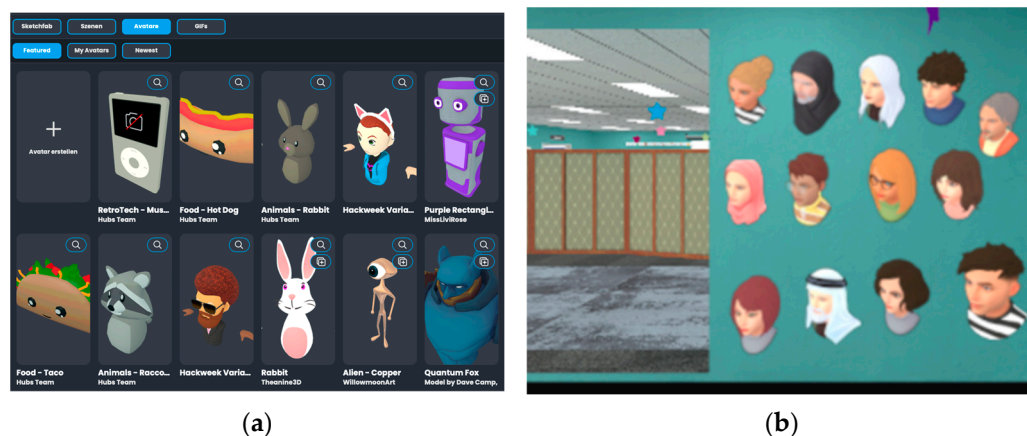 Sketchfab Szenen Avatare GIFs
Featured My Avatars Newest
Avatar erstellen
RetroTech - Mus... Food - Hot Dog Animals - Rabbit Hackweek Varia... Purple Rectangl...
Hubs Team Hubs Team Hubs Team MissLiviRose
Food - Taco Animals - Racco... Hackweek Varia... Rabbit Alien - Copper Quantum Fox
Hubs Team Hubs Team Theanine3D WillowmoonArt Model by Dave Camp,
(a) (b)